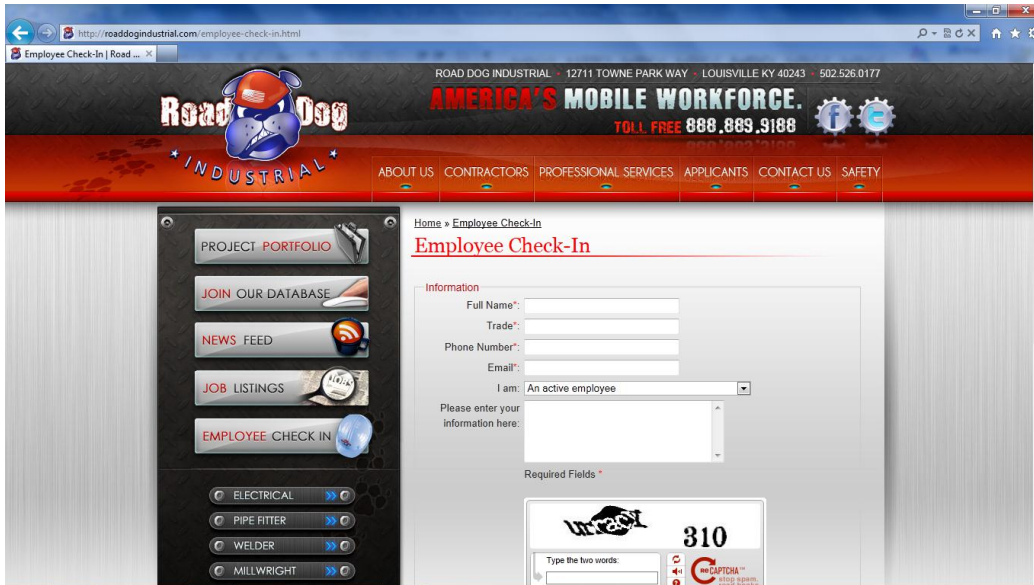 http://roaddogindustrial.com/employee-check-in.html
Employee Check-In | Road ...
ROAD DOG INDUSTRIAL • 12711 TOWNE PARK WAY • LOUISVILLE KY 40243 • 502.526.0177
AMERICA'S MOBILE WORKFORCE.
TOLL FREE 888.889.9188
Road Dog
INDUSTRIAL
ABOUT US CONTRACTORS PROFESSIONAL SERVICES APPLICANTS CONTACT US SAFETY
PROJECT PORTFOLIO
JOIN OUR DATABASE
NEWS FEED
JOB LISTINGS
JOBS
EMPLOYEE CHECK IN
ELECTRICAL
PIPE FITTER
WELDER
MILLWRIGHT
Home » Employee Check-In
Employee Check-In
Information
Full Name*:
Trade*:
Phone Number*:
Email*:
I am: An active employee
Please enter your
information here:
Required Fields *
310
Type the two words:
reCAPTCHA™
stop spam.